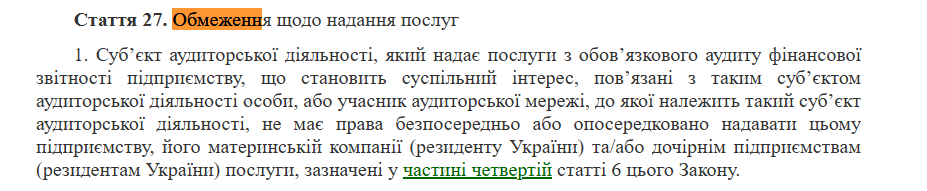 Стаття 27. Обмеження щодо надання послуг
1. Суб’єкт аудиторської діяльності, який надає послуги з обов’язкового аудиту фінансової
звітності підприємству, що становить суспільний інтерес, пов’язані з таким суб’єктом
аудиторської діяльності особи, або учасник аудиторської мережі, до якої належить такий суб’єкт
аудиторської діяльності, не має права безпосередньо або опосередковано надавати цьому
підприємству, його материнській компанії (резиденту України) та/або дочірнім підприємствам
(резидентам України) послуги, зазначені у частині четвертій статті 6 цього Закону.